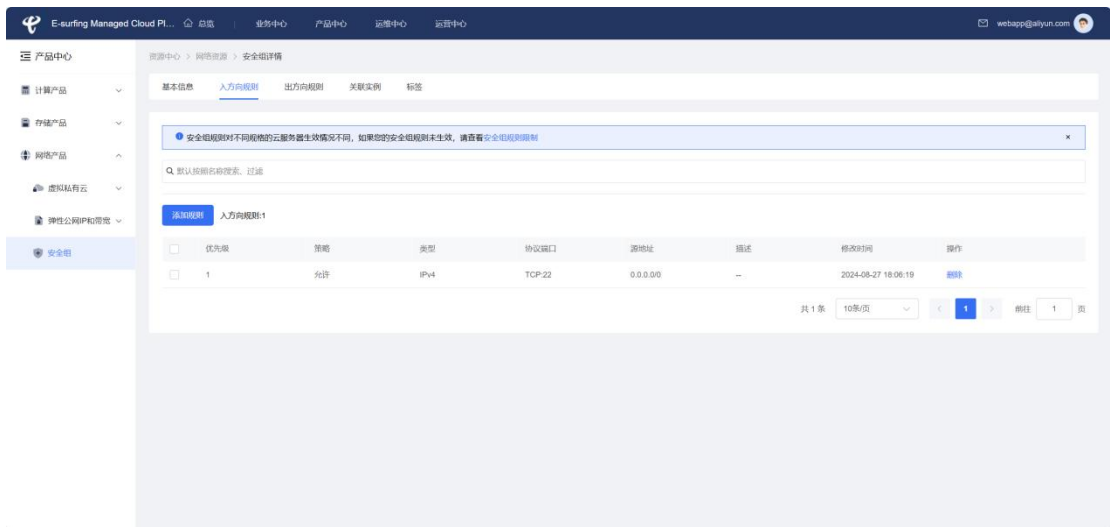 E-surfing Managed Cloud Pl... 总览 业务中心 产品中心 运维中心 运营中心 webapp@aliyun.com
产品中心
资源中心 > 网络资源 > 安全组详情
计算产品
存储产品
网络产品
虚拟私有云
弹性公网IP和带宽
安全组
基本信息 入方向规则 出方向规则 关联实例 标签
安全组规则对不同规格的云服务器生效情况不同，如果您的安全组规则未生效，请查看安全组规则限制
默认按照名称搜索、过滤
添加规则 入方向规则:1
优先级 策略 类型 协议端口 源地址 描述 修改时间 操作
1 允许 IPv4 TCP:22 0.0.0.0/0 -- 2024-08-27 18:06:19 删除
共 1 条 10条/页 < 1 > 前往 1 页